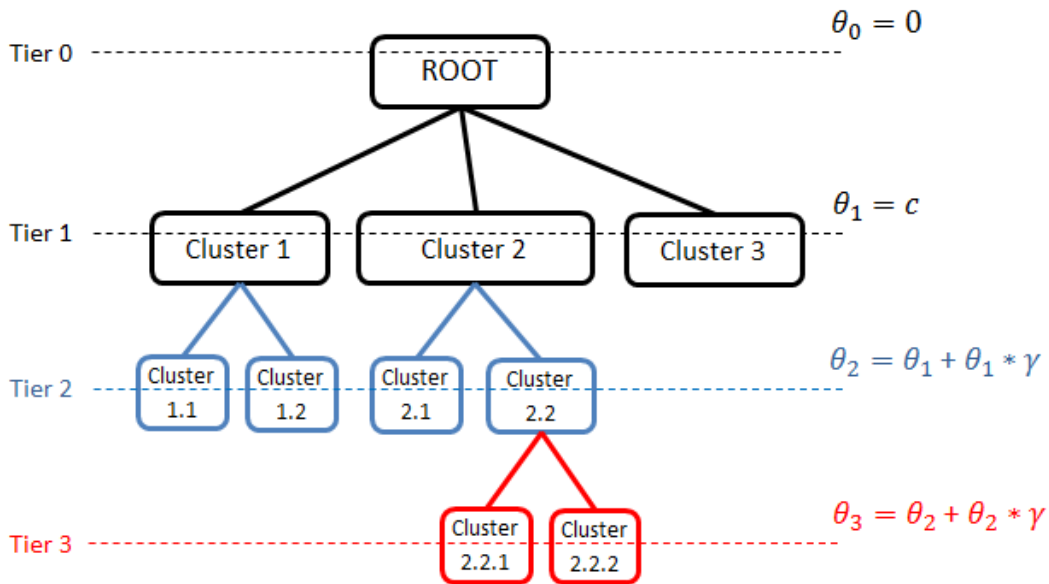 θ₀ = 0
Tier 0
ROOT
θ₁ = c
Tier 1
Cluster 1
Cluster 2
Cluster 3
θ₂ = θ₁ + θ₁ * γ
Tier 2
Cluster
1.1
Cluster
1.2
Cluster
2.1
Cluster
2.2
θ₃ = θ₂ + θ₂ * γ
Tier 3
Cluster
2.2.1
Cluster
2.2.2